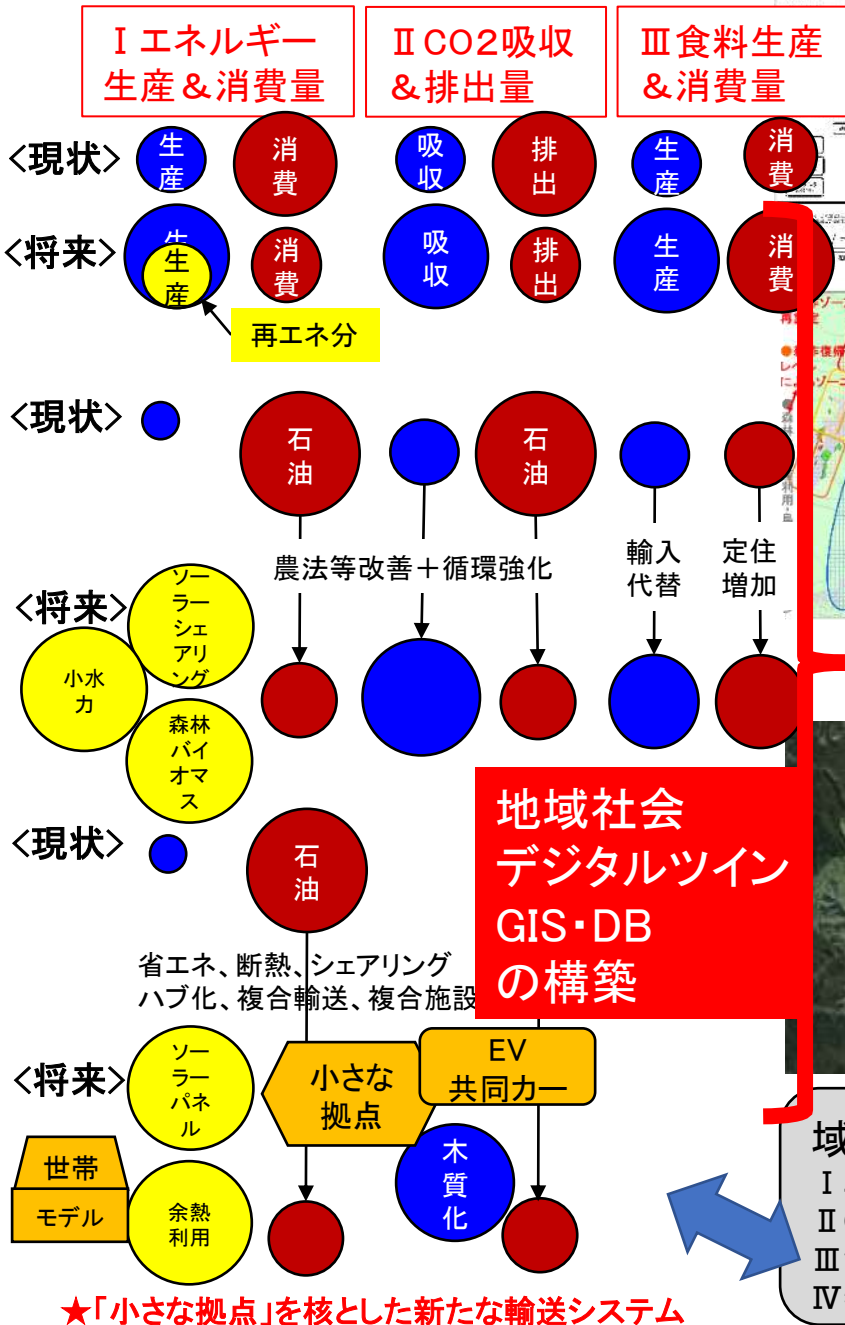 Ⅰエネルギー
生産&消費量
ⅡCO2吸収
&排出量
Ⅲ食料生産
&消費量
<現状>
生産
消費
吸収
排出
生産
消費
<将来>
生
生産
消費
吸収
排出
生産
消費
再エネ分
<現状>
石油
石油
農法等改善+循環強化
輸入
代替
定住
増加
<将来>
ソー
ラー
シェ
アリ
ング
小水
力
森林
バイ
オマ
ス
<現状>
石油
地域社会
デジタルツイン
GIS・DB
の構築
省エネ、断熱、シェアリング
ハブ化、複合輸送、複合施設
<将来>
ソー
ラー
パネ
ル
小さな
拠点
EV
共同カー
世帯
モデル
余熱
利用
木質化
域
Ⅰ
Ⅱ
Ⅲ
Ⅳ
★「小さな拠点」を核とした新たな輸送システム